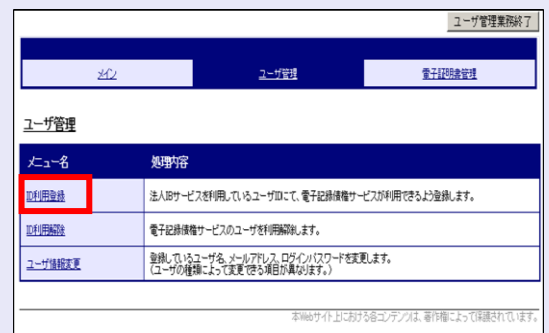 ユーザ管理業務終了
メイン ユーザ管理 電子証明書管理
ユーザ管理
メニュー名 処理内容
ID利用登録 法人IBサービスを利用しているユーザIDにて、電子記録債権サービスが利用できるよう登録します。
ID利用解除 電子記録債権サービスのユーザを利用解除します。
ユーザ情報変更 登録しているユーザ名、メールアドレス、ログインパスワードを変更します。
（ユーザの種類によって変更できる項目が異なります。）
本Webサイト上における各コンテンツは、著作権によって保護されています。